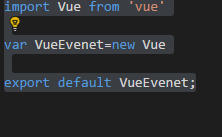 import Vue from 'vue'
var VueEvenet=new Vue
export default VueEvenet;